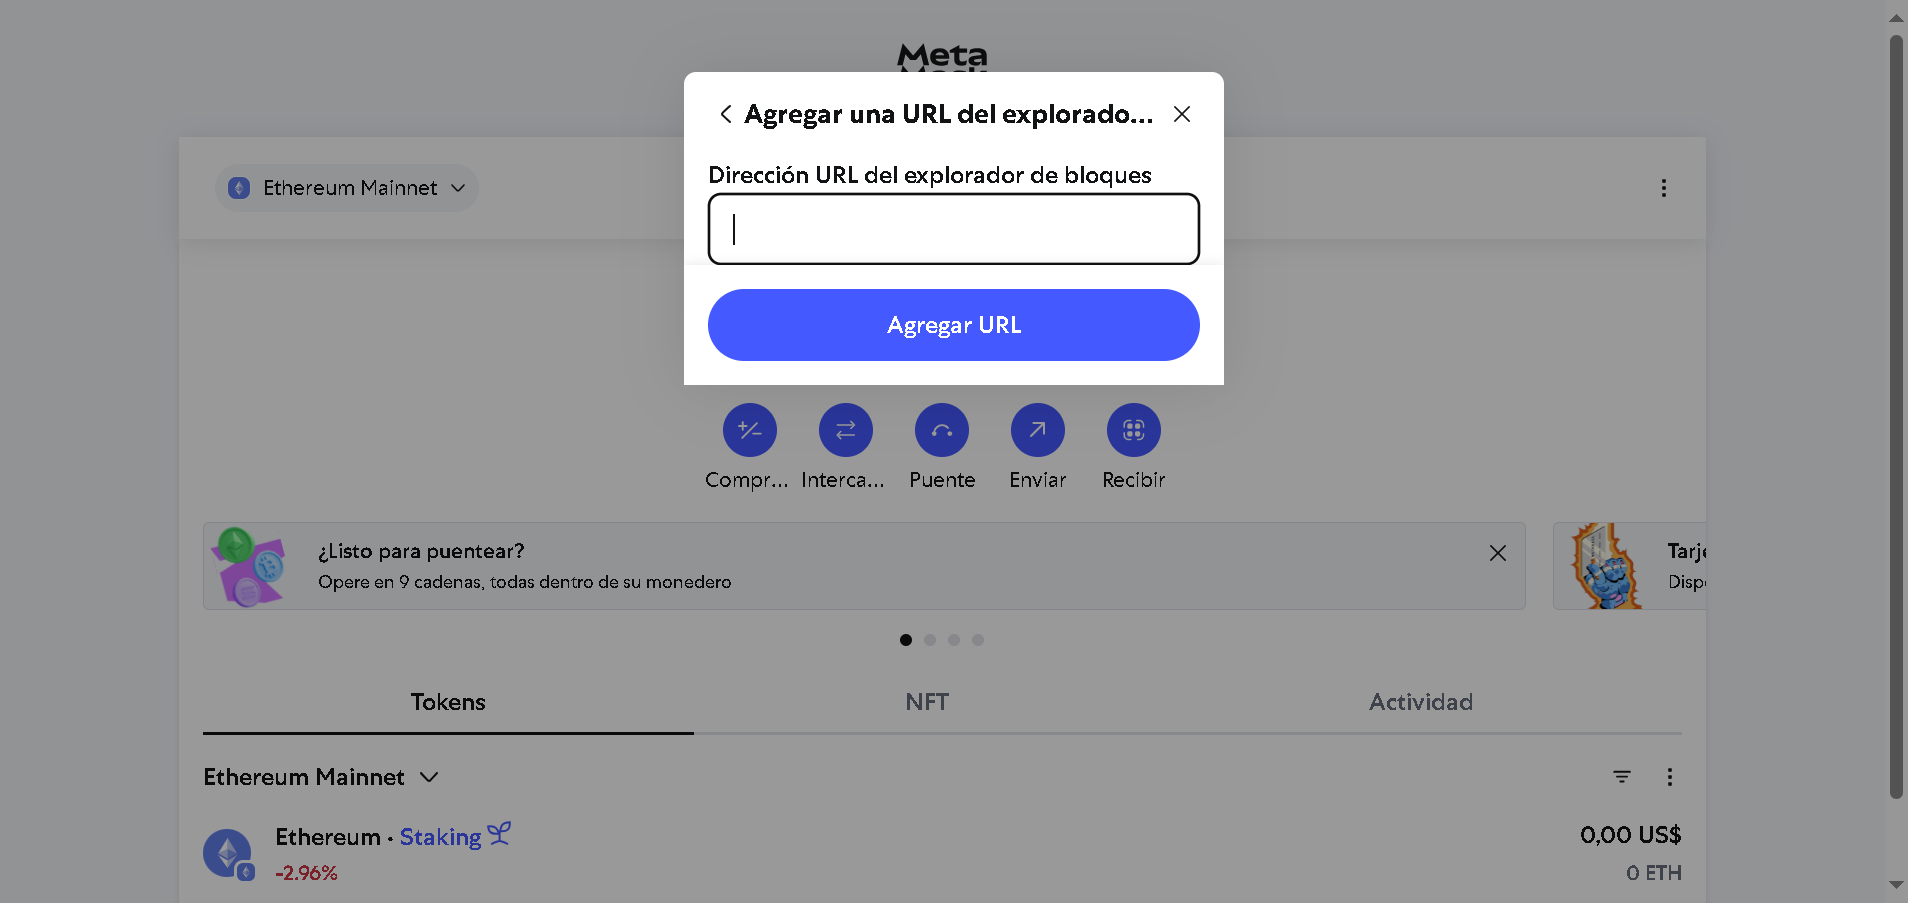 Meta
Agregar una URL del explorado...
Dirección URL del explorador de bloques
Ethereum Mainnet
Agregar URL
Compr... Interca... Puente Enviar Recibir
¿Listo para puentear?
Opere en 9 cadenas, todas dentro de su monedero
Tarje
Dispo
Tokens NFT Actividad
Ethereum Mainnet
Ethereum • Staking
0,00 US$
-2.96%
0 ETH